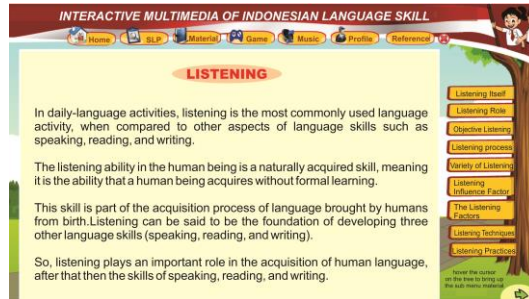 INTERACTIVE MULTIMEDIA OF INDONESIAN LANGUAGE SKILL
Home SLP Material Game Music Profile Reference
LISTENING
In daily-language activities, listening is the most commonly used language
activity, when compared to other aspects of language skills such as
speaking, reading, and writing.
The listening ability in the human being is a naturally acquired skill, meaning
it is the ability that a human being acquires without formal learning.
This skill is part of the acquisition process of language brought by humans
from birth.Listening can be said to be the foundation of developing three
other language skills (speaking, reading, and writing).
So, listening plays an important role in the acquisition of human language,
after that then the skills of speaking, reading, and writing.
Listening Itself
Listening Role
Objective Listening
Listening process
Variety of Listening
Listening
Influence Factor
The Listening
Factors
Listening Techniques
Listening Practices
hover the cursor
on the tree to bring up
the sub menu material